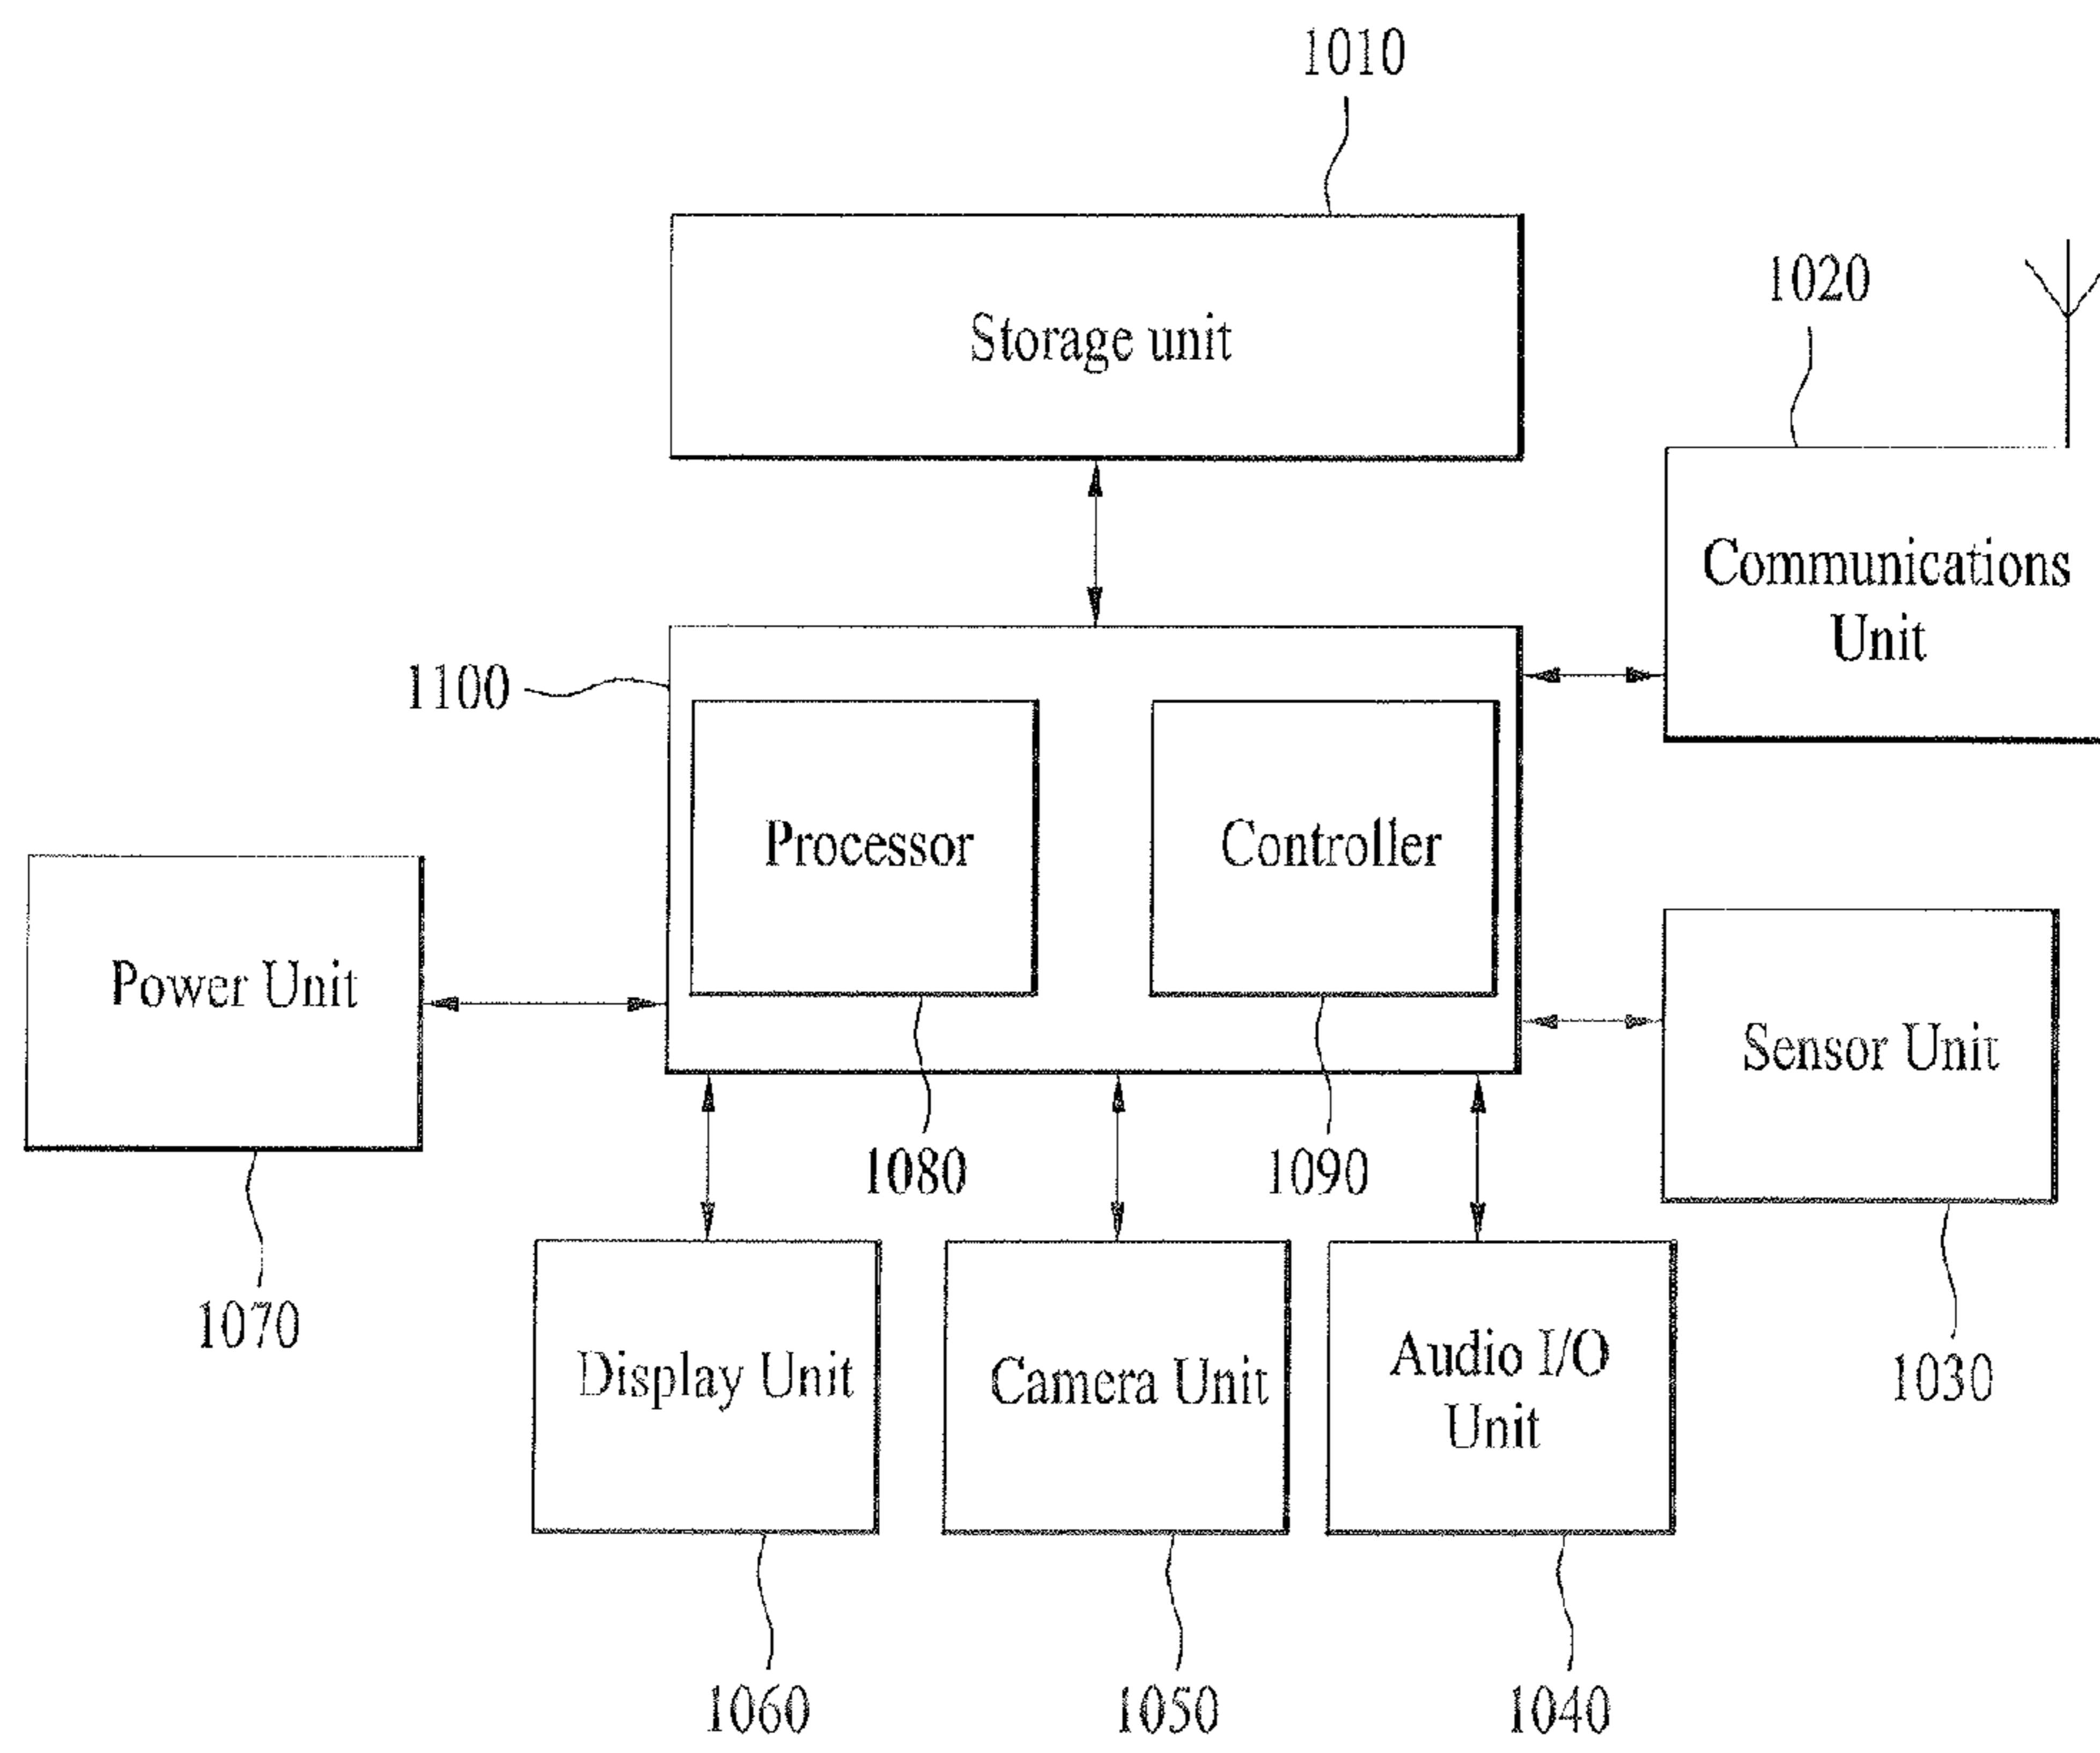 1010
Storage unit
1020
Communications
Unit
1100
Processor
Controller
Power Unit
Sensor Unit
1080
1090
1070
Display Unit
Camera Unit
Audio I/O
Unit
1030
1060
1050
1040